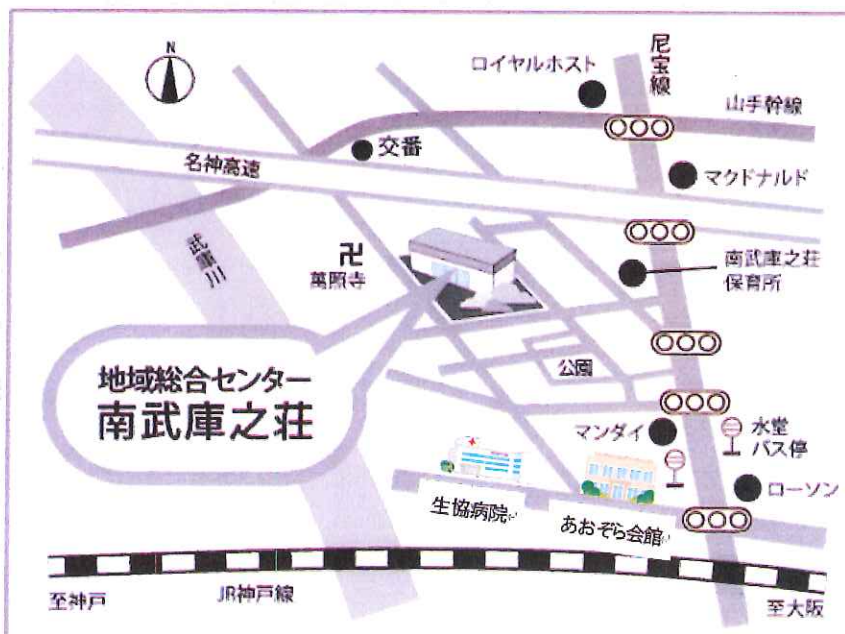 N
ロイヤルホスト
尼宝線
山手幹線
交番
名神高速
マクドナルド
武庫川
卍
萬照寺
南武庫之荘
保育所
地域総合センター
南武庫之荘
公園
マンダイ
水堂
バス停
生協病院
あおぞら会館
ローソン
至神戸
JR神戸線
至大阪